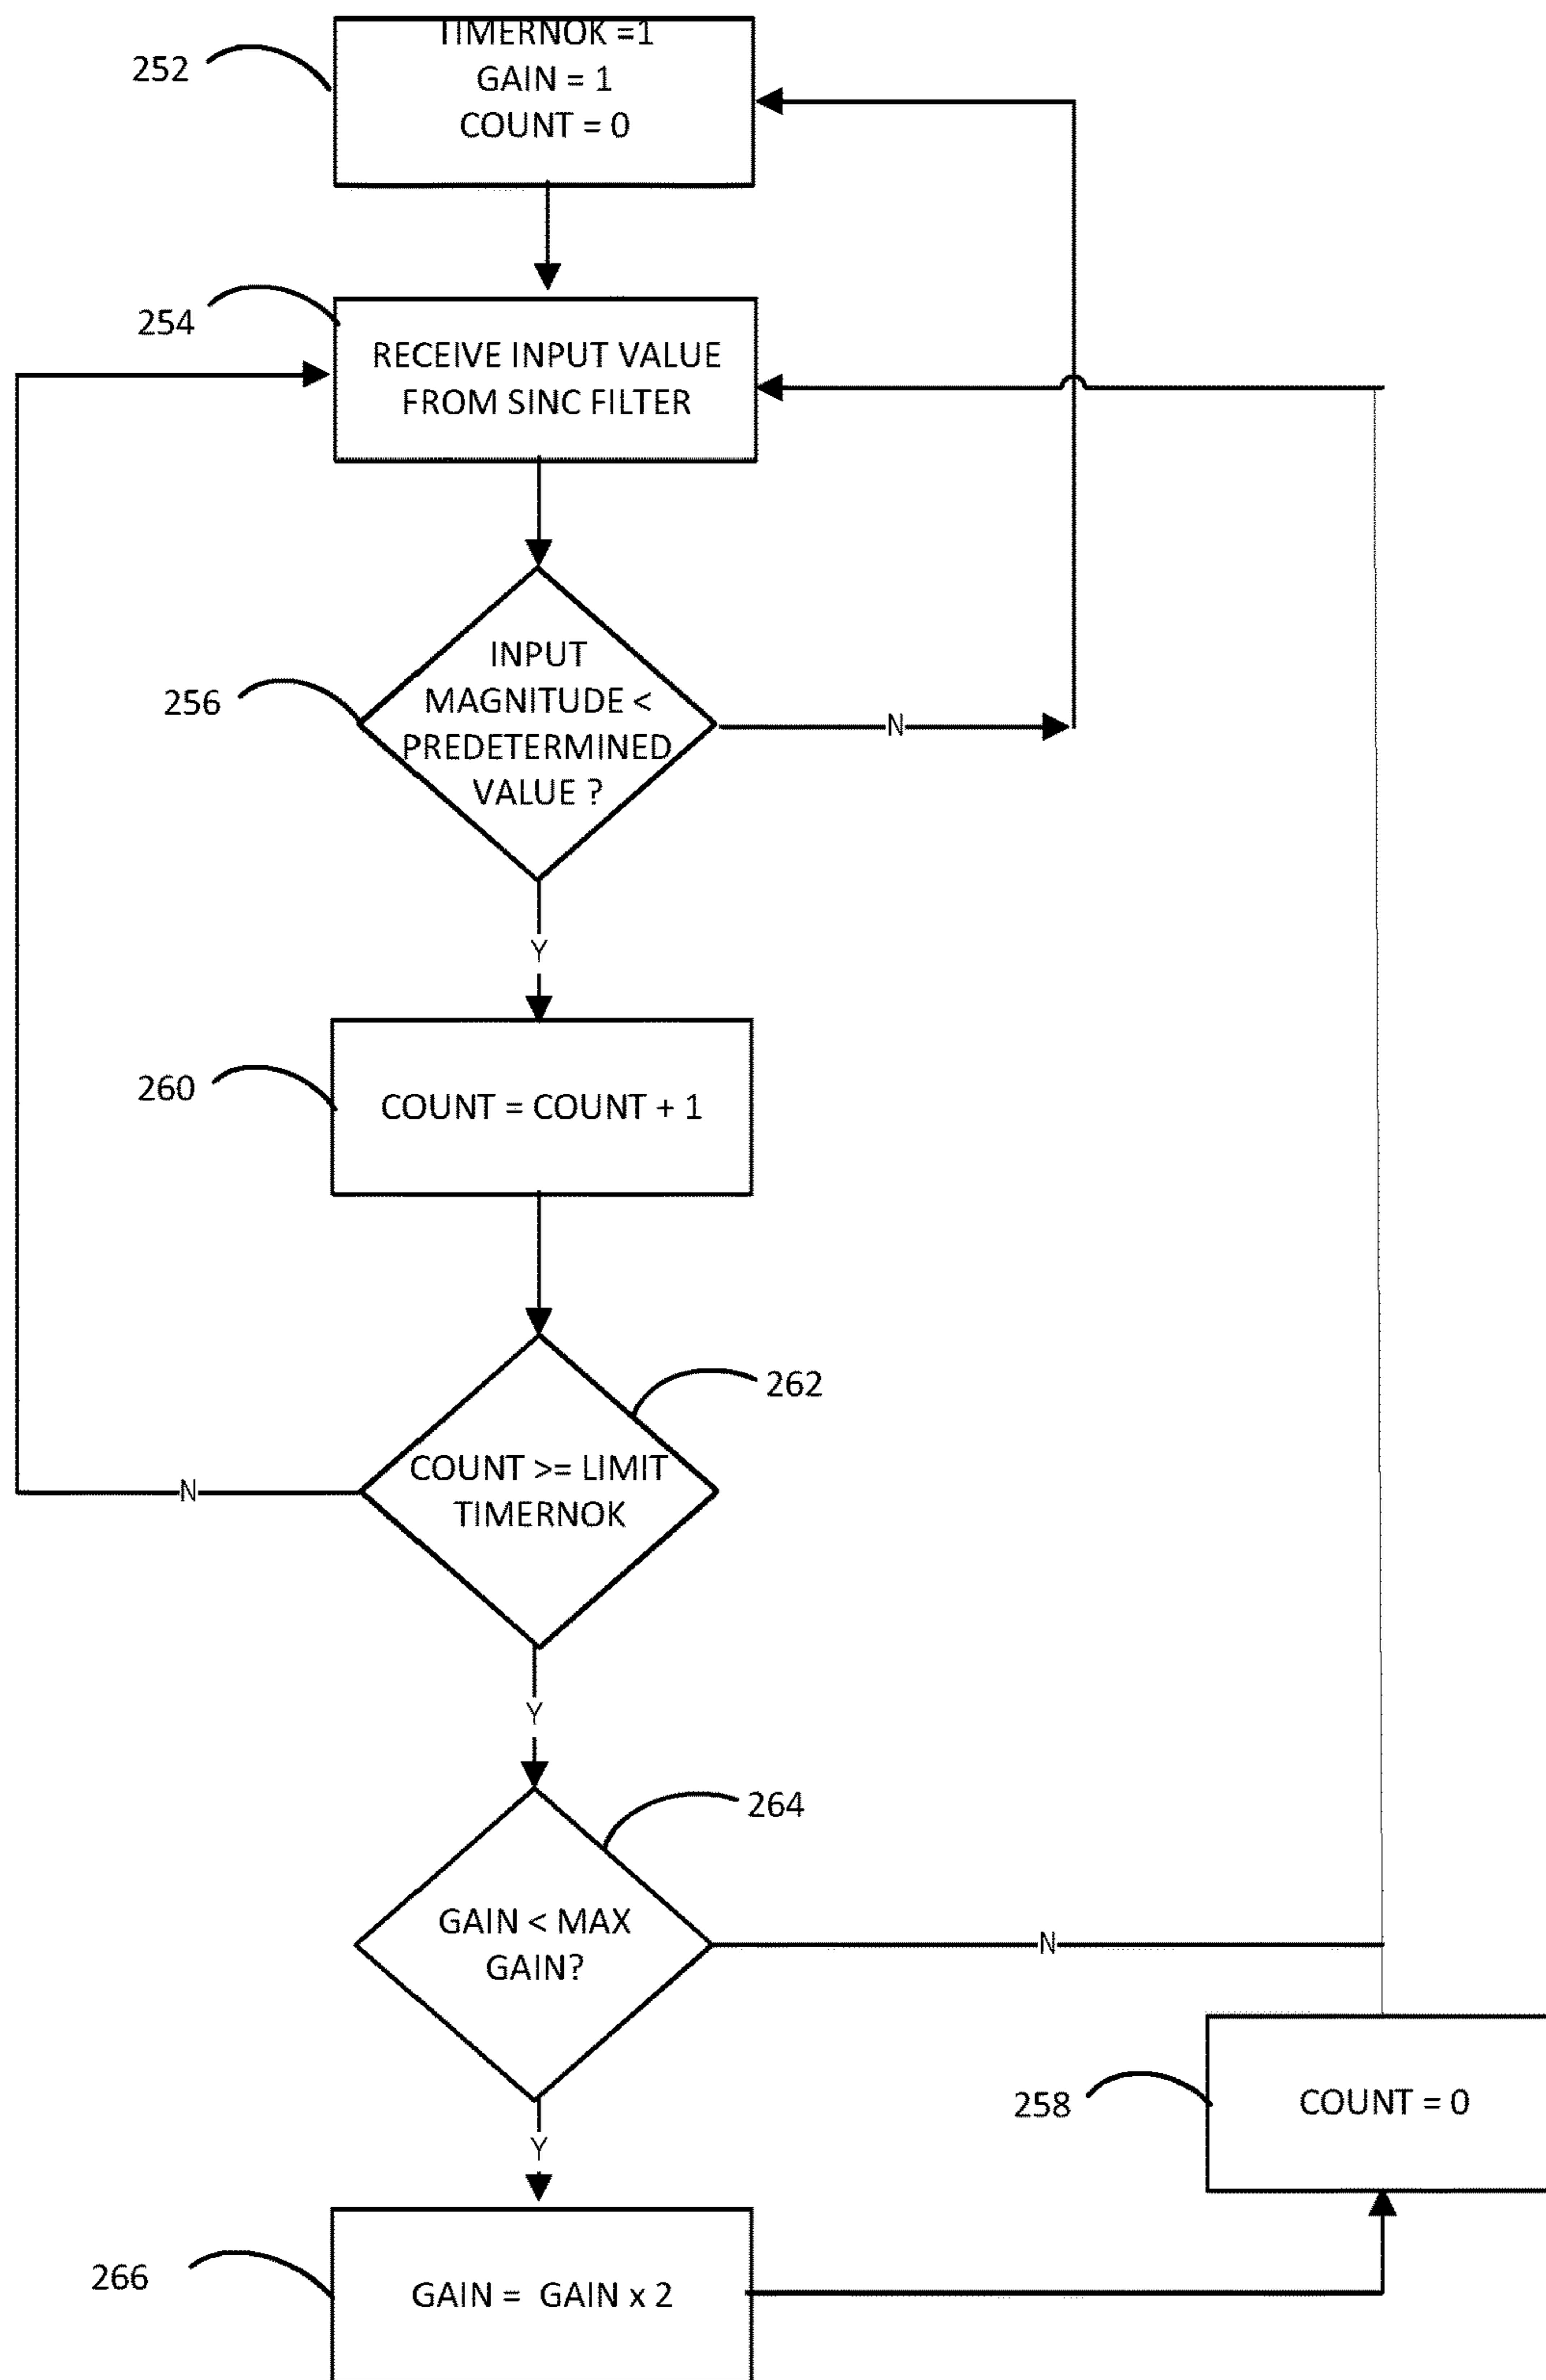 TIMERNOK =1
GAIN = 1
COUNT = 0
252
254
RECEIVE INPUT VALUE
FROM SINC FILTER
INPUT
MAGNITUDE <
PREDETERMINED
VALUE ?
256
N
Y
260
COUNT = COUNT + 1
262
COUNT >= LIMIT
TIMERNOK
N
Y
264
GAIN < MAX
GAIN?
N
Y
258
COUNT = 0
266
GAIN = GAIN x 2